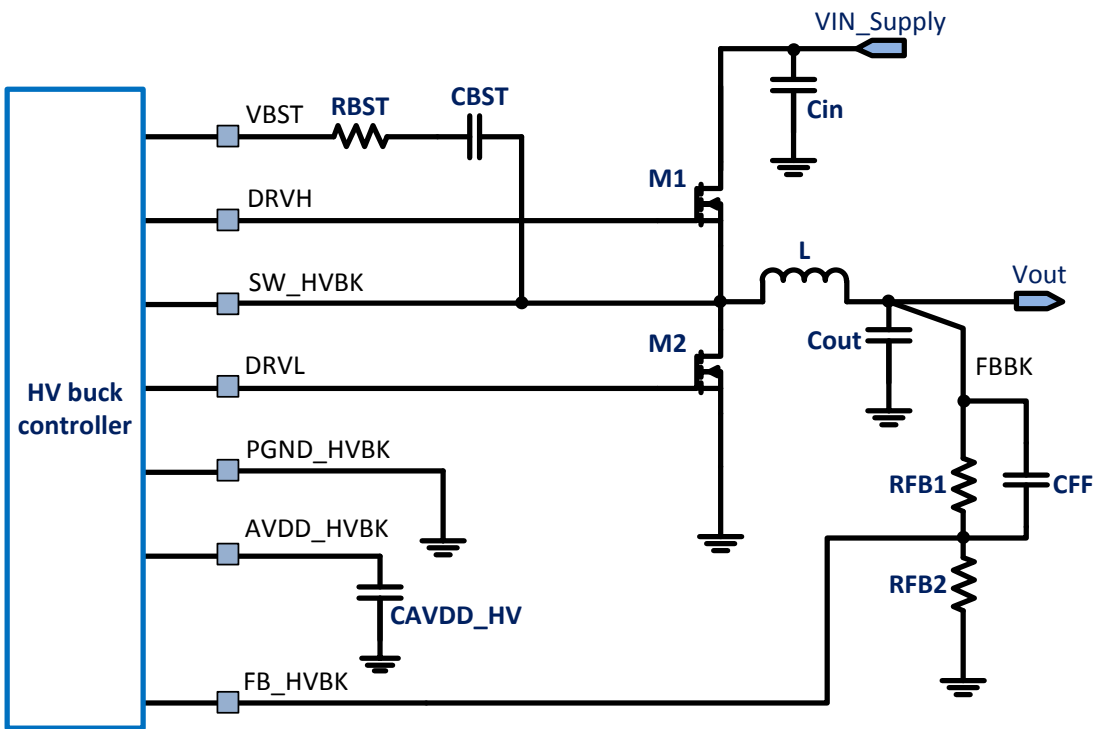 VIN_Supply
VBST
RBST
CBST
Cin
M1
DRVH
L
SW_HVBK
Vout
M2
Cout
DRVL
FBBK
HV buck
controller
PGND_HVBK
RFB1
CFF
AVDD_HVBK
RFB2
CAVDD_HV
FB_HVBK